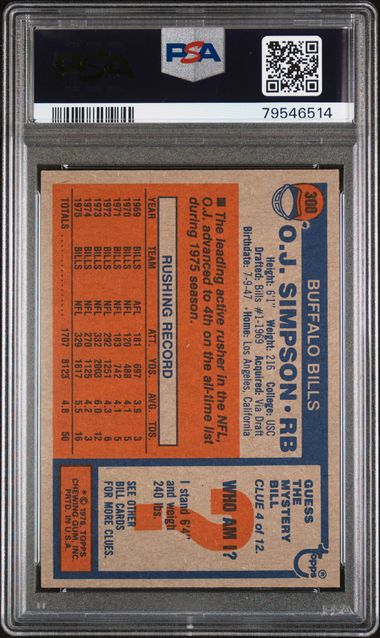 PSA
PSA
79546514
300
BUFFALO BILLS
O.J. SIMPSON • RB
Height: 6'1" Weight: 216 College: USC
Drafted: Bills #1-1969 Acquired: Via Draft
Birthdate: 7-9-47 • Home: Los Angeles, California
■ The leading active rusher in the NFL,
O.J. advanced to 4th on the all-time list
during 1975 season.
RUSHING RECORD
YEAR TEAM ATT. YDS. AVG. TDS.
1969 BILLS AFL 181 697 3.9 3
1970 BILLS NFL 120 488 4.1 5
1971 BILLS NFL 183 742 4.1 5
1972 BILLS NFL 292 1251 4.3 6
1973 BILLS NFL 332 2003 6.0 12
1974 BILLS NFL 270 1125 4.2 3
1975 BILLS NFL 329 1817 5.5 16
TOTALS 1707 8123 4.8 50
Topps®
GUESS
THE
MYSTERY
BILL
CLUE 4 of 12.
?
WHO AM I?
I stand 6'4"
and weigh
240 lbs.
SEE OTHER
BILL CARDS
FOR MORE CLUES.
* © 1976, TOPPS
CHEWING GUM, INC.
PRTD. IN U.S.A.